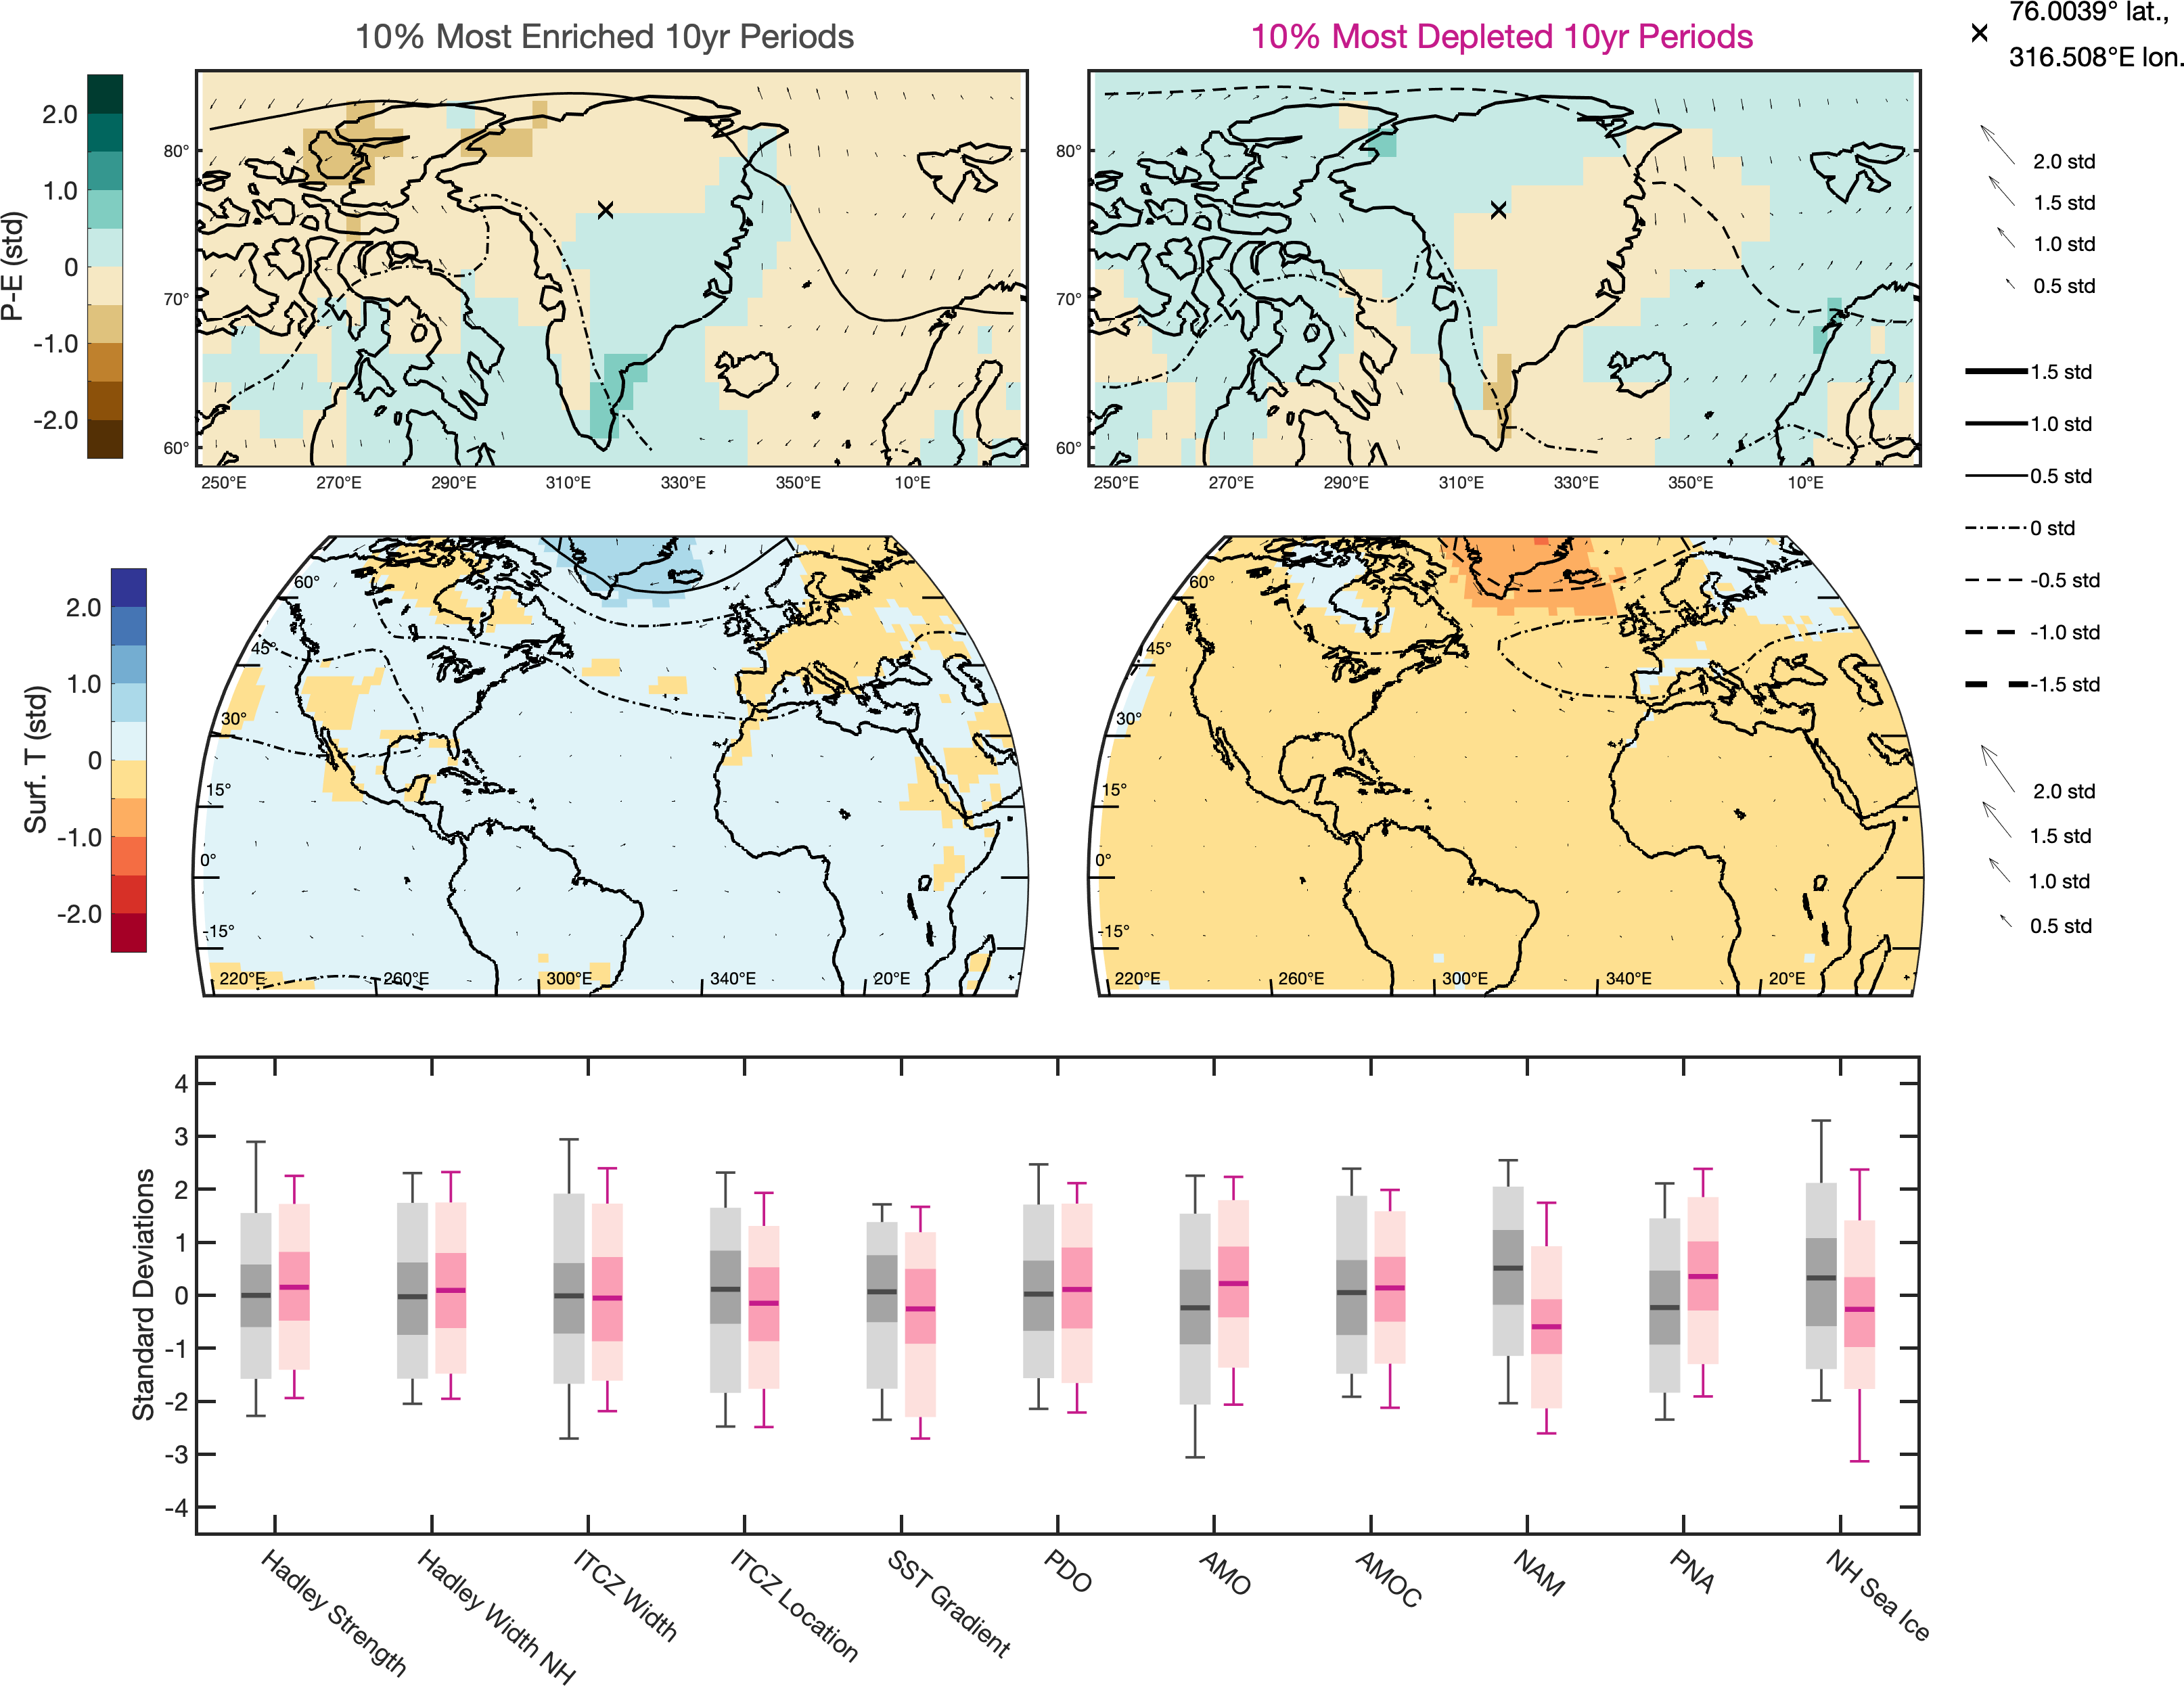 10% Most Enriched 10yr Periods
10% Most Depleted 10yr Periods
76.0039° lat.,
316.508°E lon.
P-E (std)
2.0
1.0
0
-1.0
-2.0
80°
70°
60°
250°E 270°E 290°E 310°E 330°E 350°E 10°E
80°
70°
60°
250°E 270°E 290°E 310°E 330°E 350°E 10°E
2.0 std
1.5 std
1.0 std
0.5 std
1.5 std
1.0 std
0.5 std
0 std
-0.5 std
-1.0 std
-1.5 std
Surf. T (std)
2.0
1.0
0
-1.0
-2.0
60°
45°
30°
15°
0°
-15°
220°E 260°E 300°E 340°E 20°E
60°
45°
30°
15°
0°
-15°
220°E 260°E 300°E 340°E 20°E
2.0 std
1.5 std
1.0 std
0.5 std
Standard Deviations
4
3
2
1
0
-1
-2
-3
-4
Hadley Strength
Hadley Width NH
ITCZ Width
ITCZ Location
SST Gradient
PDO
AMO
AMOC
NAM
PNA
NH Sea Ice